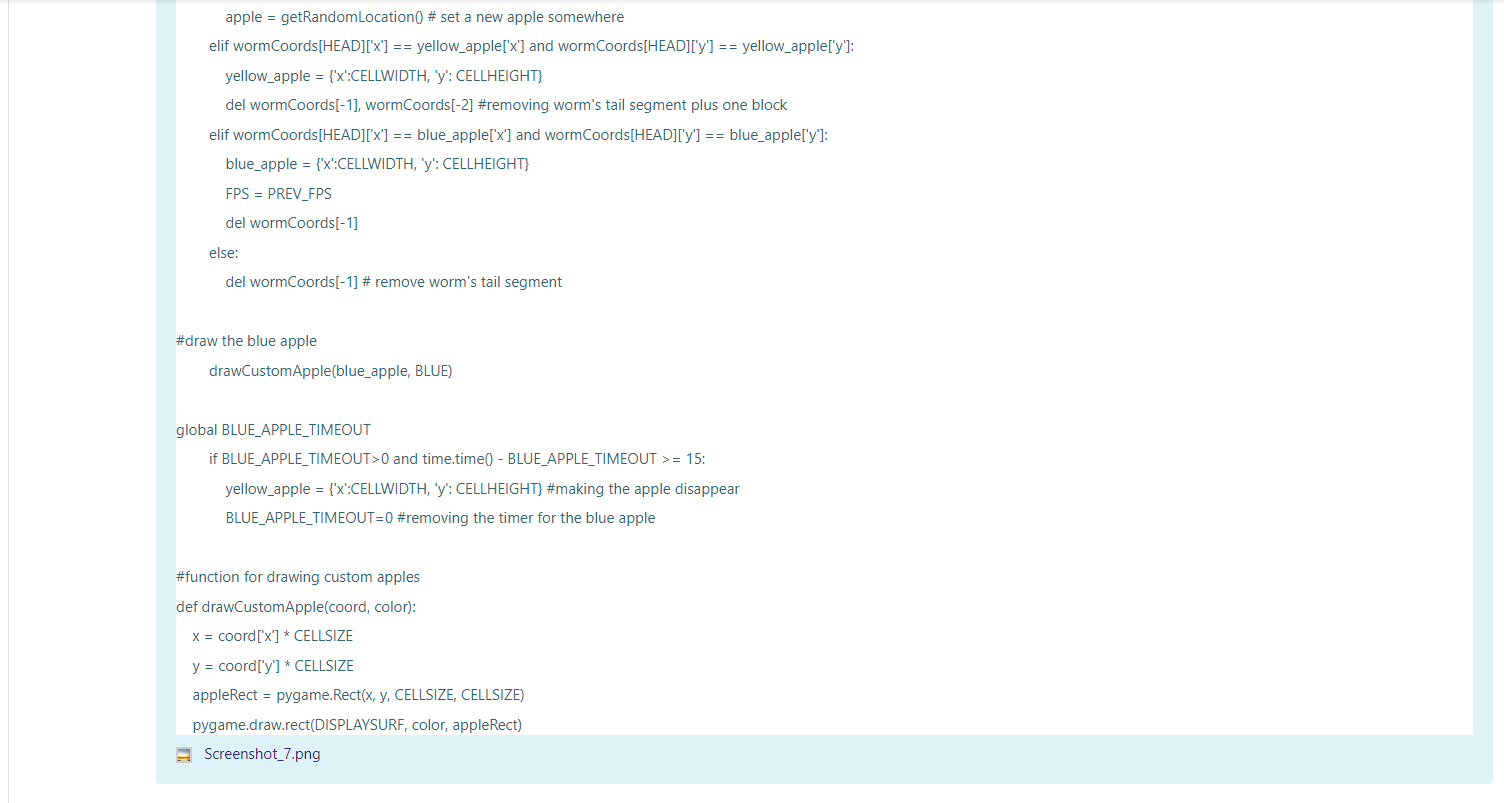 apple = getRandomLocation() # set a new apple somewhere
elif wormCoords[HEAD]['x'] == yellow_apple['x'] and wormCoords[HEAD]['y'] == yellow_apple['y']:
yellow_apple = {'x':CELLWIDTH, 'y': CELLHEIGHT}
del wormCoords[-1], wormCoords[-2] #removing worm's tail segment plus one block
elif wormCoords[HEAD]['x'] == blue_apple['x'] and wormCoords[HEAD]['y'] == blue_apple['y']:
blue_apple = {'x':CELLWIDTH, 'y': CELLHEIGHT}
FPS = PREV_FPS
del wormCoords[-1]
else:
del wormCoords[-1] # remove worm's tail segment
#draw the blue apple
drawCustomApple(blue_apple, BLUE)
global BLUE_APPLE_TIMEOUT
if BLUE_APPLE_TIMEOUT>0 and time.time() - BLUE_APPLE_TIMEOUT >= 15:
yellow_apple = {'x':CELLWIDTH, 'y': CELLHEIGHT} #making the apple disappear
BLUE_APPLE_TIMEOUT=0 #removing the timer for the blue apple
#function for drawing custom apples
def drawCustomApple(coord, color):
x = coord['x'] * CELLSIZE
y = coord['y'] * CELLSIZE
appleRect = pygame.Rect(x, y, CELLSIZE, CELLSIZE)
pygame.draw.rect(DISPLAYSURF, color, appleRect)
Screenshot_7.png